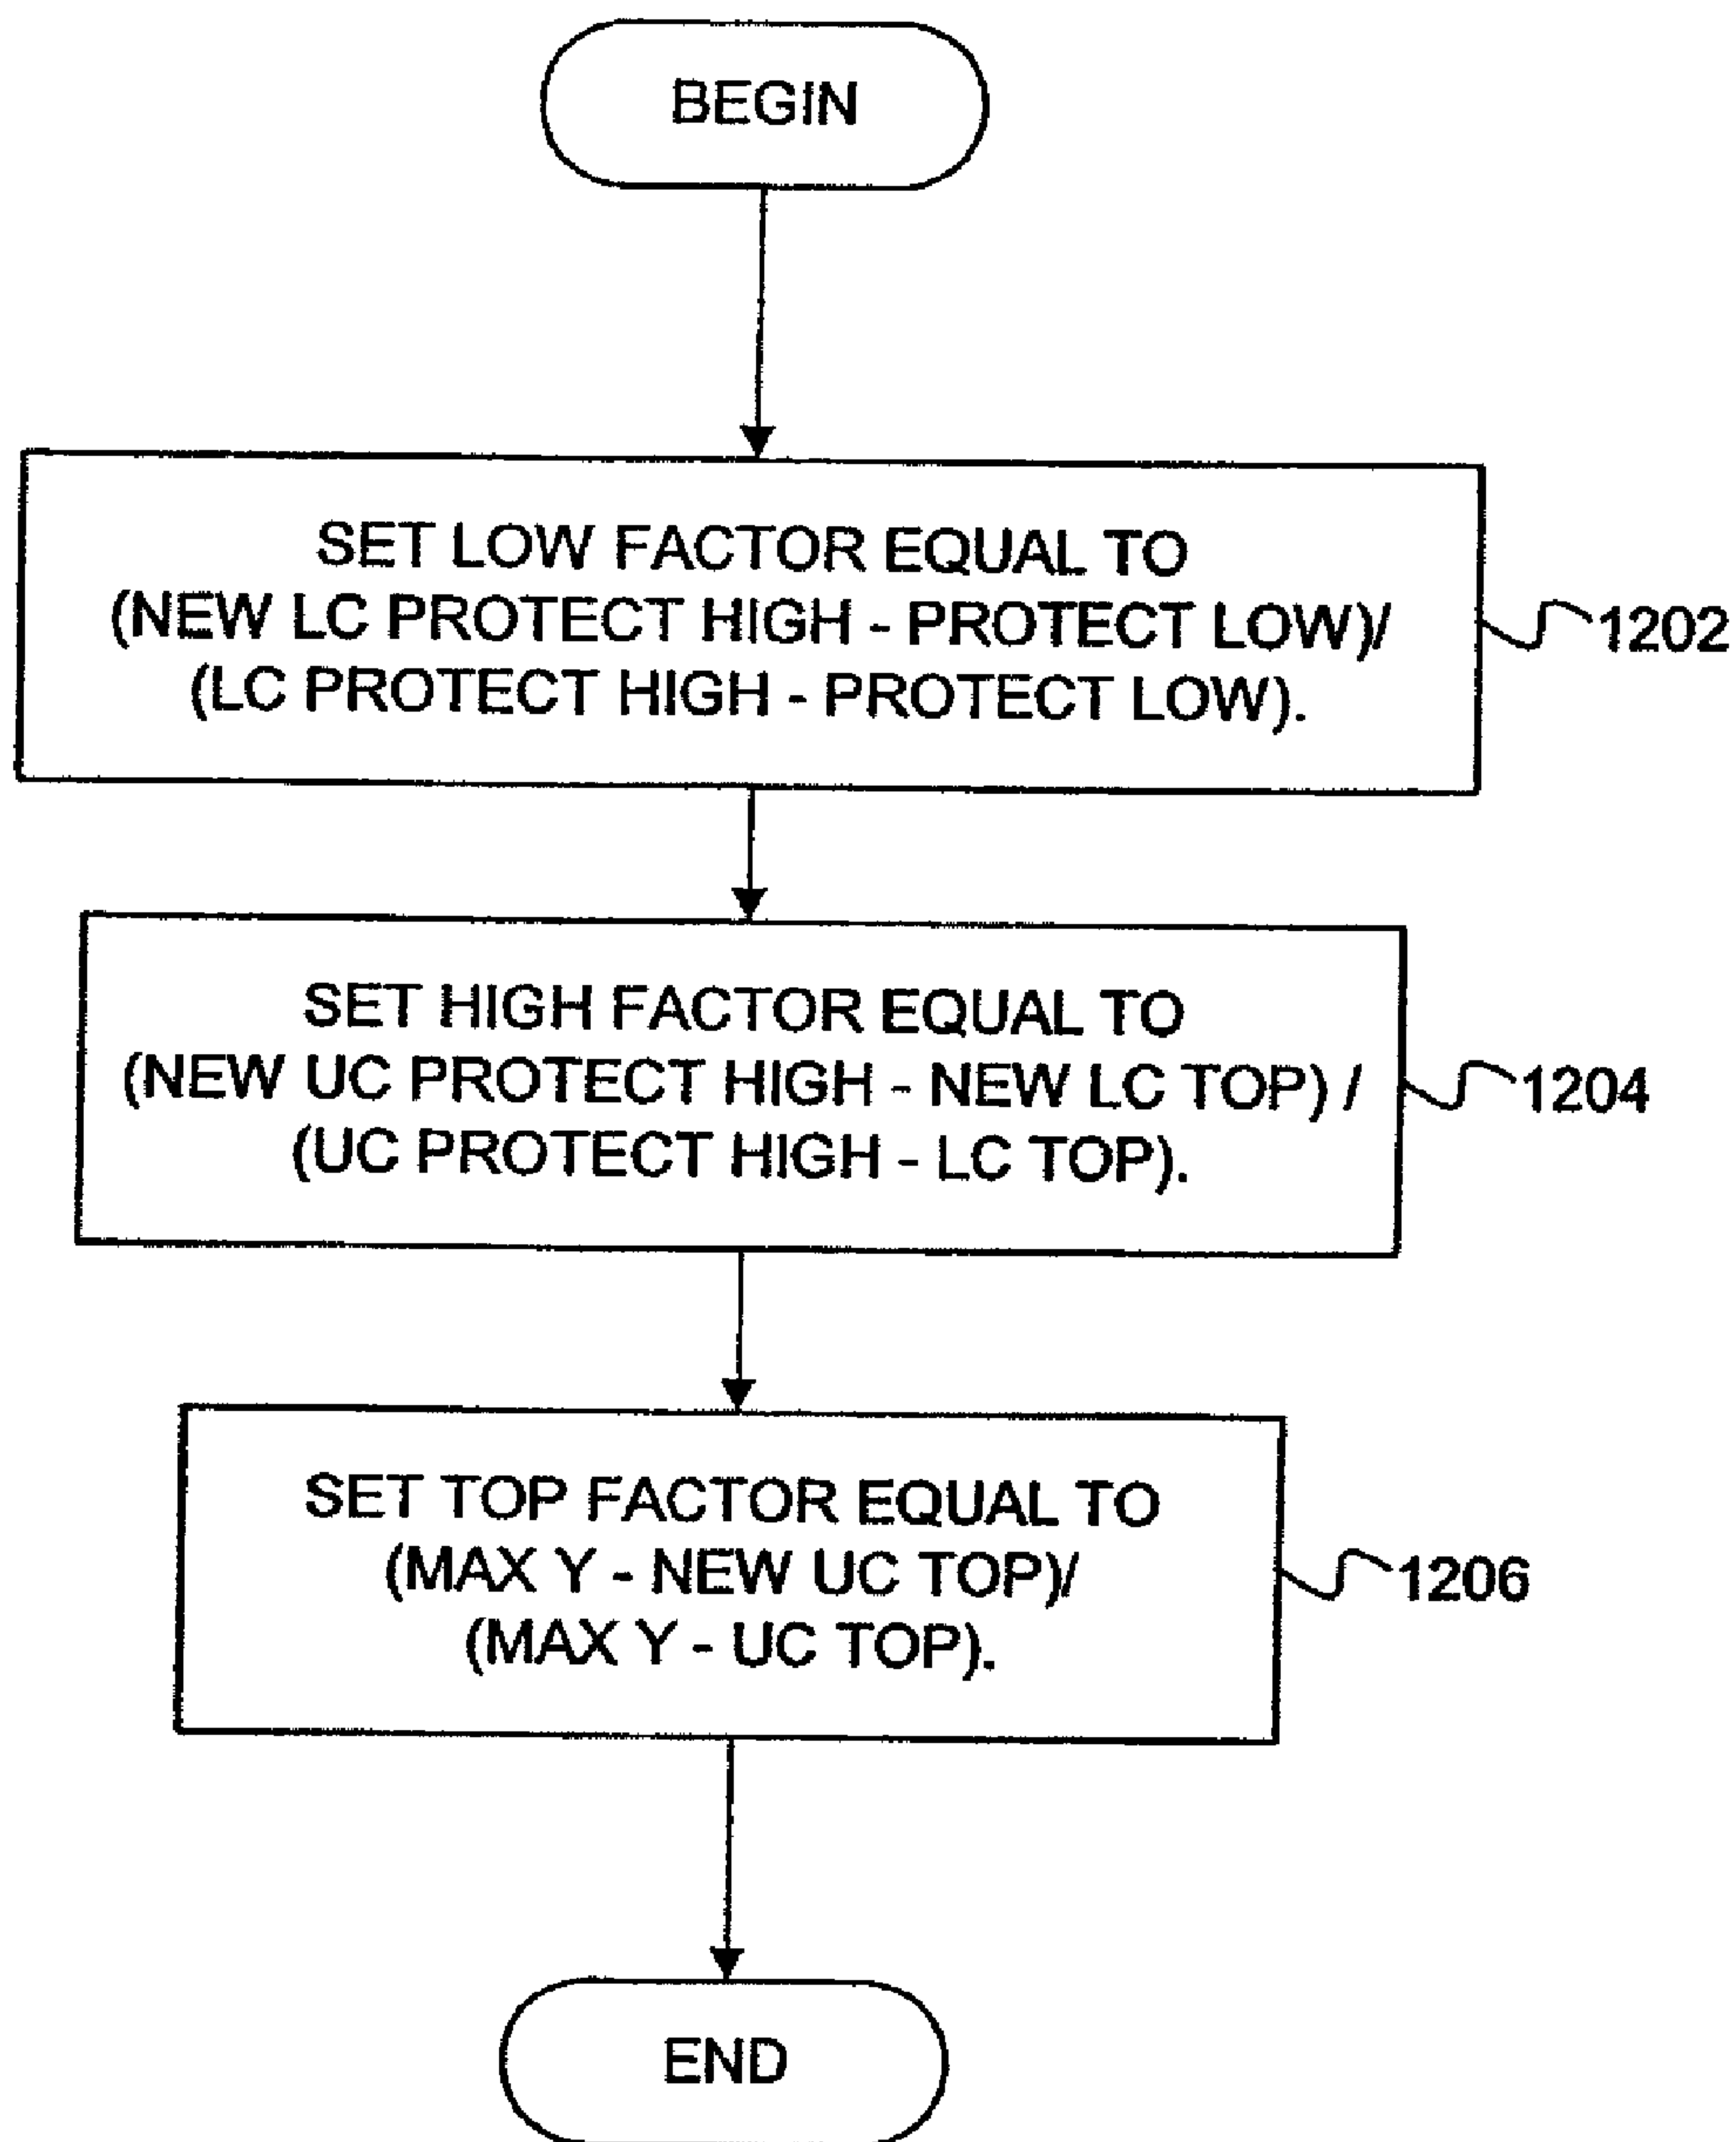 BEGIN
SET LOW FACTOR EQUAL TO
(NEW LC PROTECT HIGH - PROTECT LOW)/
(LC PROTECT HIGH - PROTECT LOW).
1202
SET HIGH FACTOR EQUAL TO
(NEW UC PROTECT HIGH - NEW LC TOP) /
(UC PROTECT HIGH - LC TOP).
1204
SET TOP FACTOR EQUAL TO
(MAX Y - NEW UC TOP)/
(MAX Y - UC TOP).
1206
END